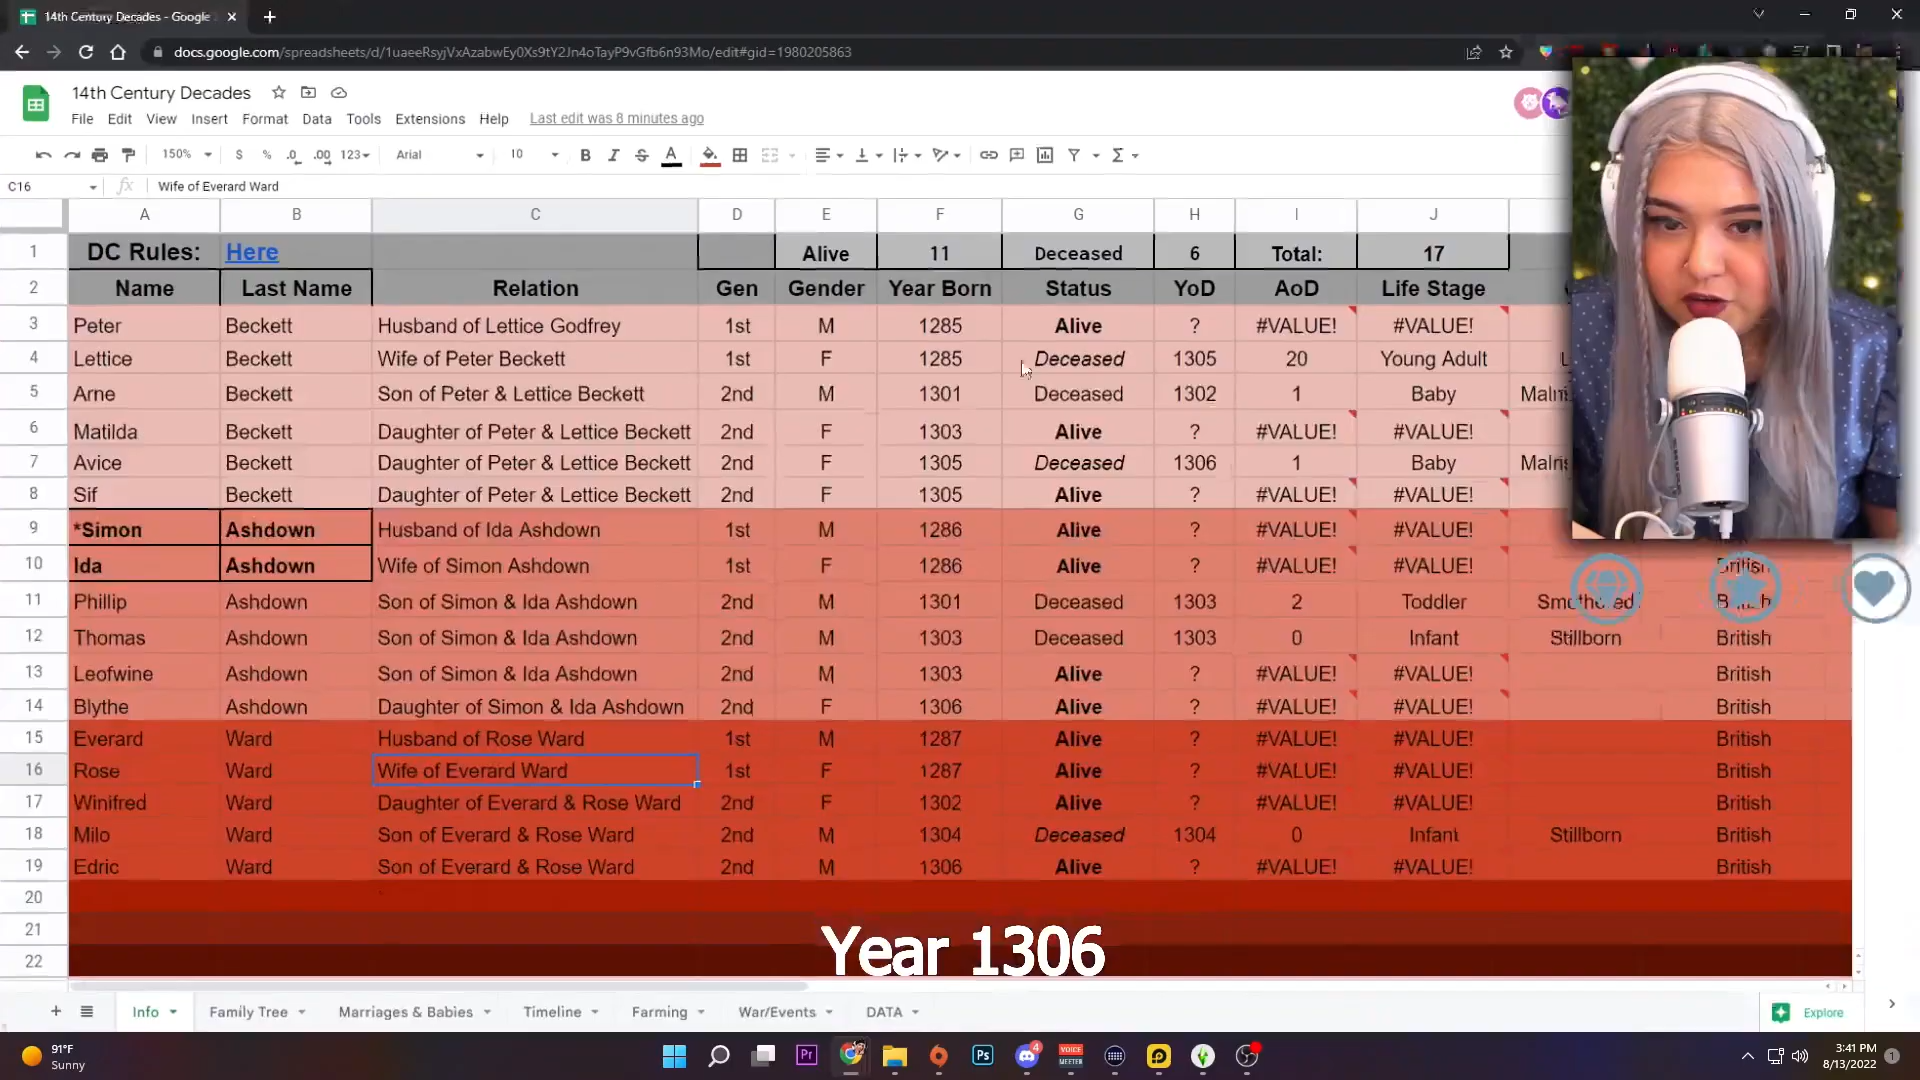 14th Century Decades - Google
docs.google.com/spreadsheets/d/1uaeeRsyjVxAzabwEy0Xs9tY2Jn4oTayP9vGfb6n93Mo/edit#gid=1980205863
14th Century Decades
File Edit View Insert Format Data Tools Extensions Help Last edit was 8 minutes ago
150% $ % .0 .00 123 Arial 10 B I S A
C16 fx Wife of Everard Ward
A B C D E F G H I J
1 DC Rules: Here Alive 11 Deceased 6 Total: 17
2 Name Last Name Relation Gen Gender Year Born Status YoD AoD Life Stage
3 Peter Beckett Husband of Lettice Godfrey 1st M 1285 Alive ? #VALUE! #VALUE!
4 Lettice Beckett Wife of Peter Beckett 1st F 1285 Deceased 1305 20 Young Adult
5 Arne Beckett Son of Peter & Lettice Beckett 2nd M 1301 Deceased 1302 1 Baby
6 Matilda Beckett Daughter of Peter & Lettice Beckett 2nd F 1303 Alive ? #VALUE! #VALUE!
7 Avice Beckett Daughter of Peter & Lettice Beckett 2nd F 1305 Deceased 1306 1 Baby
8 Sif Beckett Daughter of Peter & Lettice Beckett 2nd F 1305 Alive ? #VALUE! #VALUE!
9 *Simon Ashdown Husband of Ida Ashdown 1st M 1286 Alive ? #VALUE! #VALUE!
10 Ida Ashdown Wife of Simon Ashdown 1st F 1286 Alive ? #VALUE! #VALUE! British
11 Phillip Ashdown Son of Simon & Ida Ashdown 2nd M 1301 Deceased 1303 2 Toddler Smothered British
12 Thomas Ashdown Son of Simon & Ida Ashdown 2nd M 1303 Deceased 1303 0 Infant Stillborn British
13 Leofwine Ashdown Son of Simon & Ida Ashdown 2nd M 1303 Alive ? #VALUE! #VALUE! British
14 Blythe Ashdown Daughter of Simon & Ida Ashdown 2nd F 1306 Alive ? #VALUE! #VALUE! British
15 Everard Ward Husband of Rose Ward 1st M 1287 Alive ? #VALUE! #VALUE! British
16 Rose Ward Wife of Everard Ward 1st F 1287 Alive ? #VALUE! #VALUE! British
17 Winifred Ward Daughter of Everard & Rose Ward 2nd F 1302 Alive ? #VALUE! #VALUE! British
18 Milo Ward Son of Everard & Rose Ward 2nd M 1304 Deceased 1304 0 Infant Stillborn British
19 Edric Ward Son of Everard & Rose Ward 2nd M 1306 Alive ? #VALUE! #VALUE! British
20
21
22
Year 1306
Info Family Tree Marriages & Babies Timeline Farming War/Events DATA Explore
91°F
Sunny
Pr
Ps
4
VOICE
MEETER
3:41 PM
8/13/2022
1